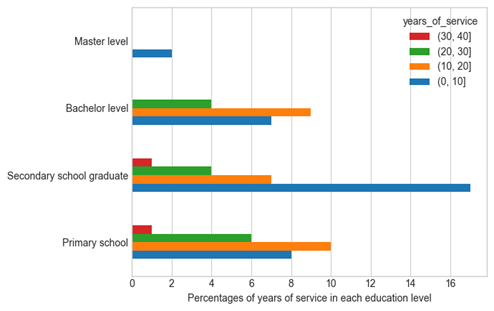 years_of_service
(30, 40]
(20, 30]
(10, 20]
(0, 10]
Master level
Bachelor level
Secondary school graduate
Primary school
0 2 4 6 8 10 12 14 16
Percentages of years of service in each education level